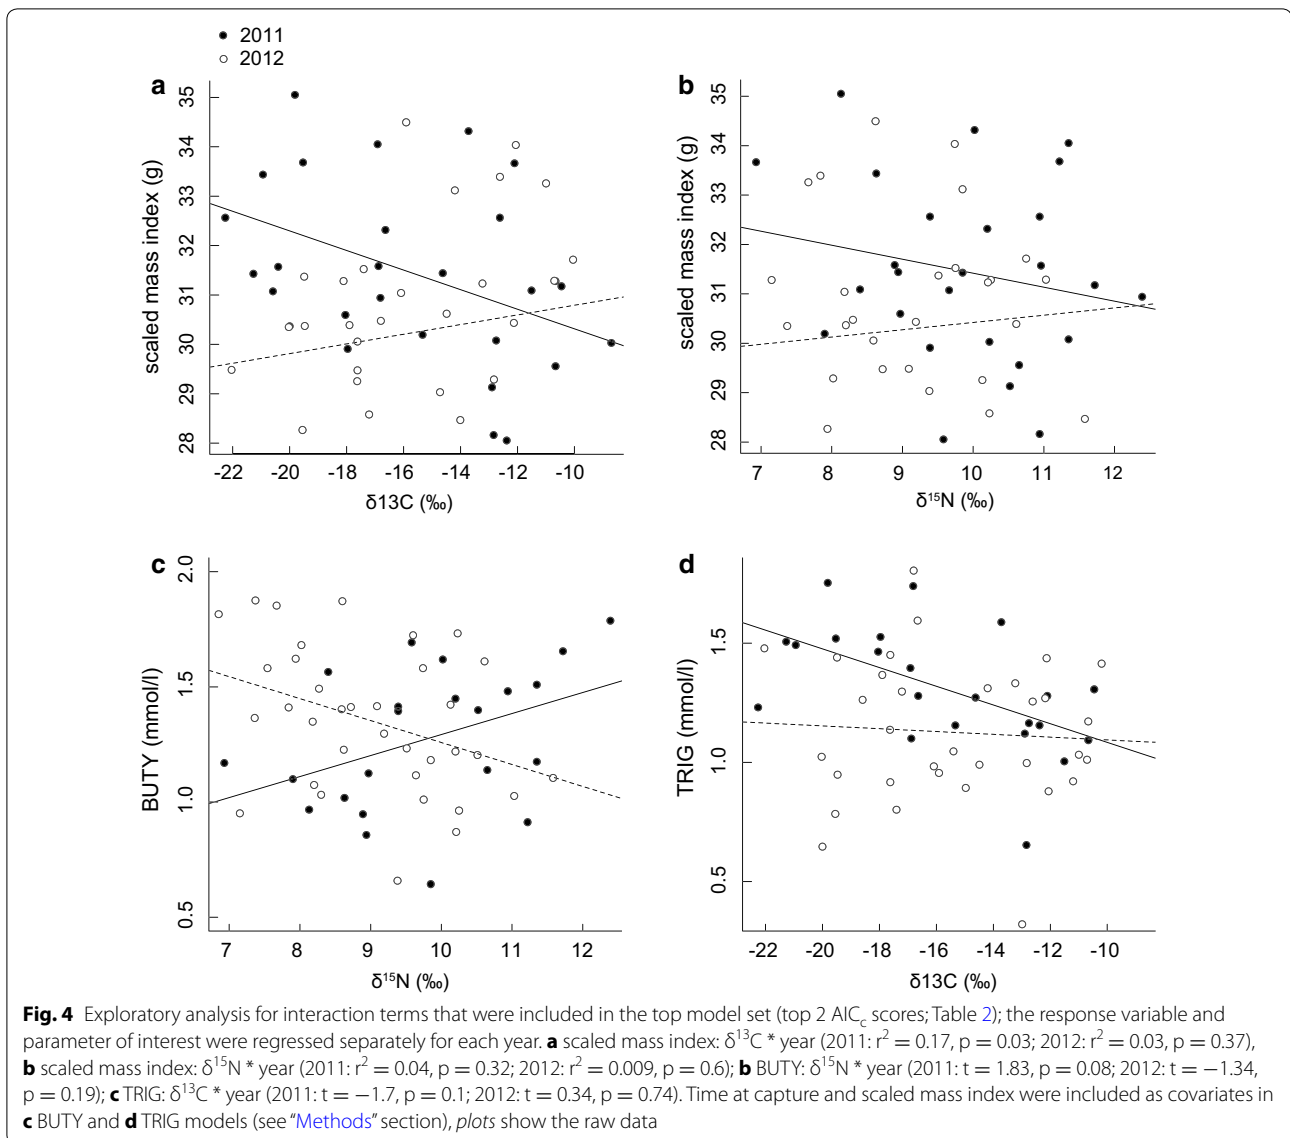 2011
2012
a
35
34
33
32
31
30
29
28
scaled mass index (g)
-22 -20 -18 -16 -14 -12 -10
δ13C (‰)
b
35
34
33
32
31
30
29
28
scaled mass index (g)
7 8 9 10 11 12
δ¹⁵N (‰)
c
2.0
1.5
1.0
0.5
BUTY (mmol/l)
7 8 9 10 11 12
δ¹⁵N (‰)
d
1.5
1.0
0.5
TRIG (mmol/l)
-22 -20 -18 -16 -14 -12 -10
δ13C (‰)
Fig. 4 Exploratory analysis for interaction terms that were included in the top model set (top 2 AICc scores; Table 2); the response variable and
parameter of interest were regressed separately for each year. a scaled mass index: δ¹³C * year (2011: r² = 0.17, p = 0.03; 2012: r² = 0.03, p = 0.37),
b scaled mass index: δ¹⁵N * year (2011: r² = 0.04, p = 0.32; 2012: r² = 0.009, p = 0.6); b BUTY: δ¹⁵N * year (2011: t = 1.83, p = 0.08; 2012: t = −1.34,
p = 0.19); c TRIG: δ¹³C * year (2011: t = −1.7, p = 0.1; 2012: t = 0.34, p = 0.74). Time at capture and scaled mass index were included as covariates in
c BUTY and d TRIG models (see “Methods” section), plots show the raw data